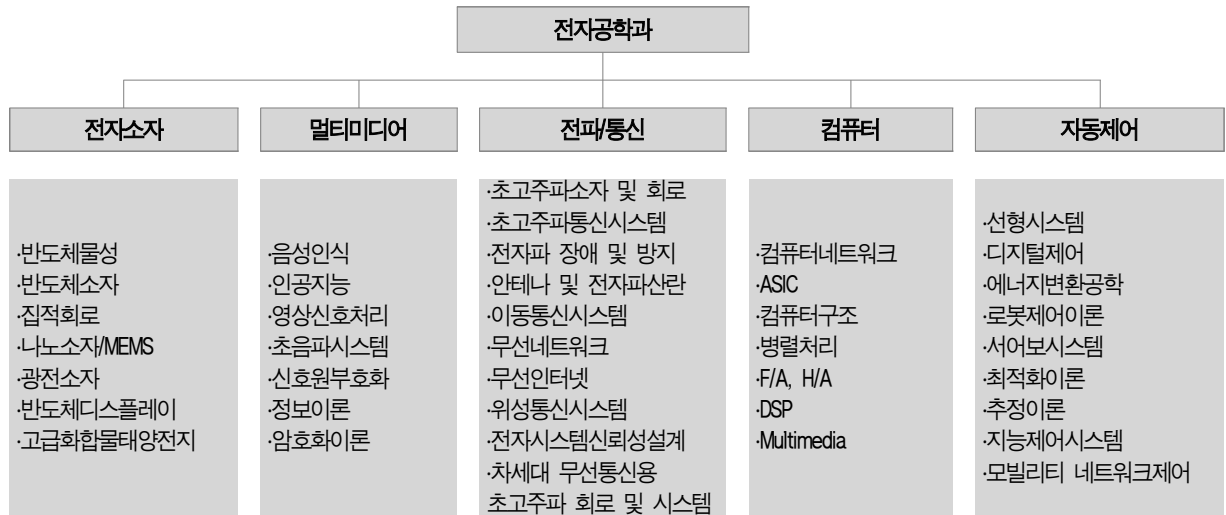 전자공학과
전자소자
멀티미디어
전파/통신
컴퓨터
자동제어
·반도체물성
·반도체소자
·집적회로
·나노소자/MEMS
·광전소자
·반도체디스플레이
·고급화합물태양전지
·음성인식
·인공지능
·영상신호처리
·초음파시스템
·신호원부호화
·정보이론
·암호화이론
·초고주파소자 및 회로
·초고주파통신시스템
·전자파 장애 및 방지
·안테나 및 전자파산란
·이동통신시스템
·무선네트워크
·무선인터넷
·위성통신시스템
·전자시스템신뢰성설계
·차세대 무선통신용
초고주파 회로 및 시스템
·컴퓨터네트워크
·ASIC
·컴퓨터구조
·병렬처리
·F/A, H/A
·DSP
·Multimedia
·선형시스템
·디지털제어
·에너지변환공학
·로봇제어이론
·서어보시스템
·최적화이론
·추정이론
·지능제어시스템
·모빌리티 네트워크제어